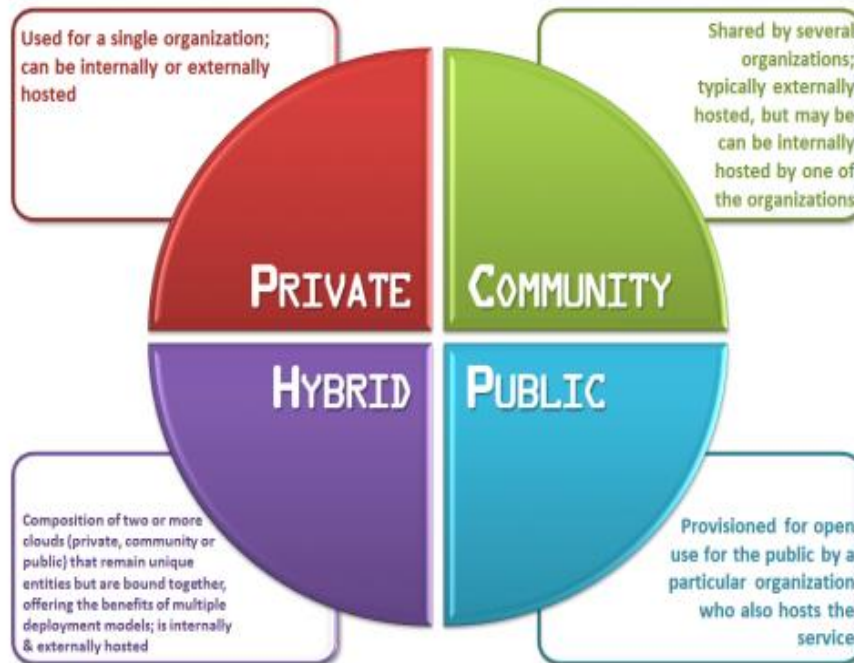 Used for a single organization;
can be internally or externally
hosted
Shared by several
organizations;
typically externally
hosted, but may be
can be internally
hosted by one of
the organizations
PRIVATE
COMMUNITY
HYBRID
PUBLIC
Composition of two or more
clouds (private, community or
public) that remain unique
entities but are bound together,
offering the benefits of multiple
deployment models; is internally
& externally hosted
Provisioned for open
use for the public by a
particular organization
who also hosts the
service